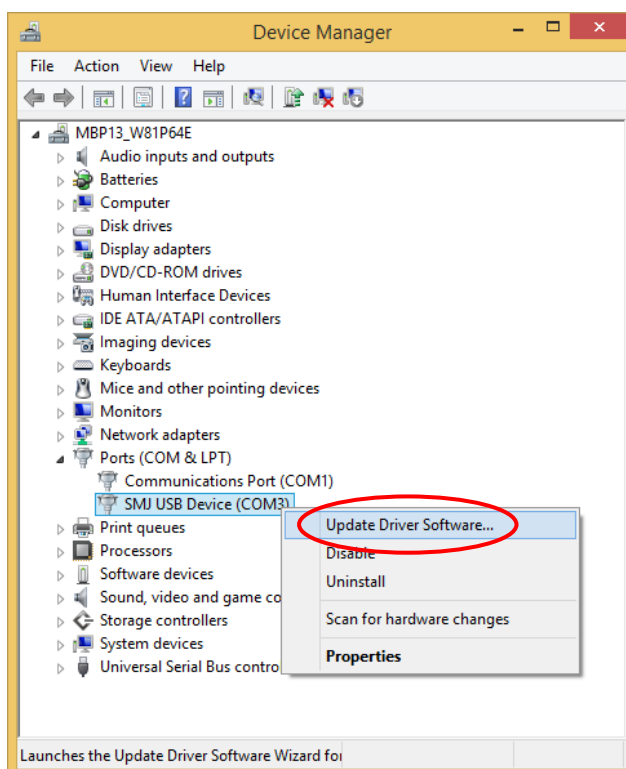 Device Manager
File Action View Help
MBP13_W81P64E
Audio inputs and outputs
Batteries
Computer
Disk drives
Display adapters
DVD/CD-ROM drives
Human Interface Devices
IDE ATA/ATAPI controllers
Imaging devices
Keyboards
Mice and other pointing devices
Monitors
Network adapters
Ports (COM & LPT)
Communications Port (COM1)
SMJ USB Device (COM3)
Print queues
Processors
Software devices
Sound, video and game co
Storage controllers
System devices
Universal Serial Bus contro
Update Driver Software...
Disable
Uninstall
Scan for hardware changes
Properties
Launches the Update Driver Software Wizard for